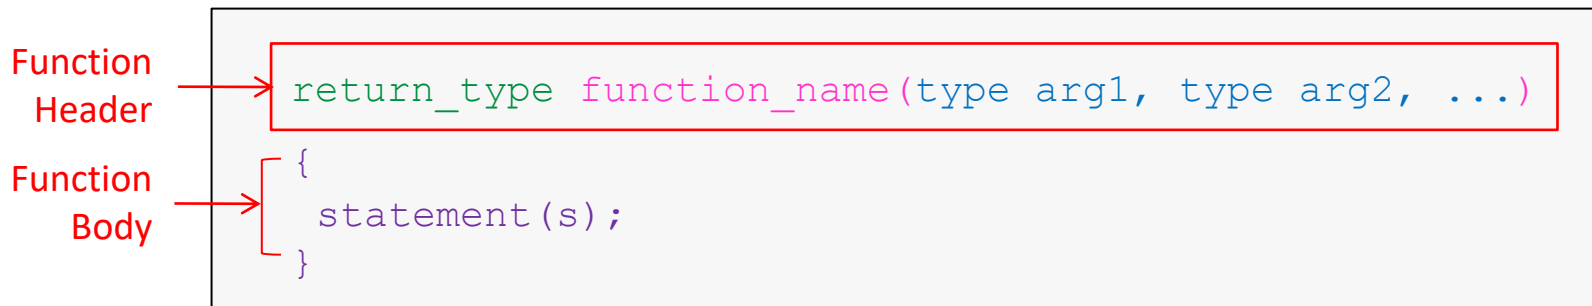 Function
Header
return_type function_name(type arg1, type arg2, ...)
Function
Body
{
statement(s);
}